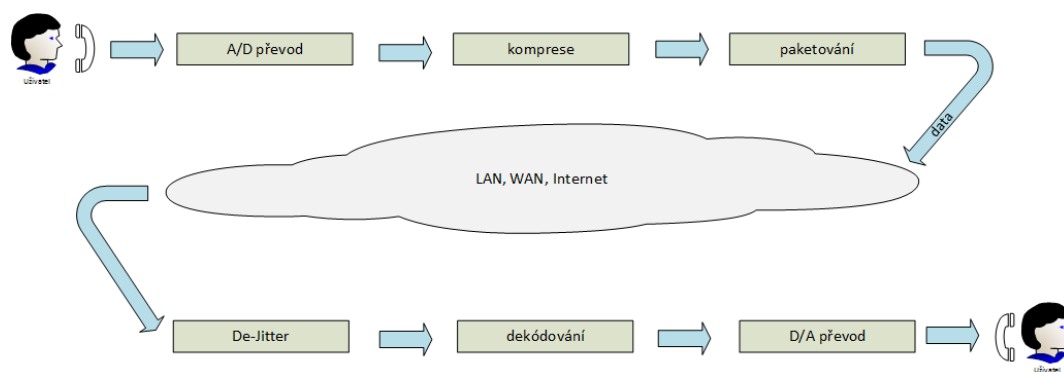 Uživatel
A/D převod
komprese
paketování
data
LAN, WAN, Internet
De-Jitter
dekódování
D/A převod
Uživatel